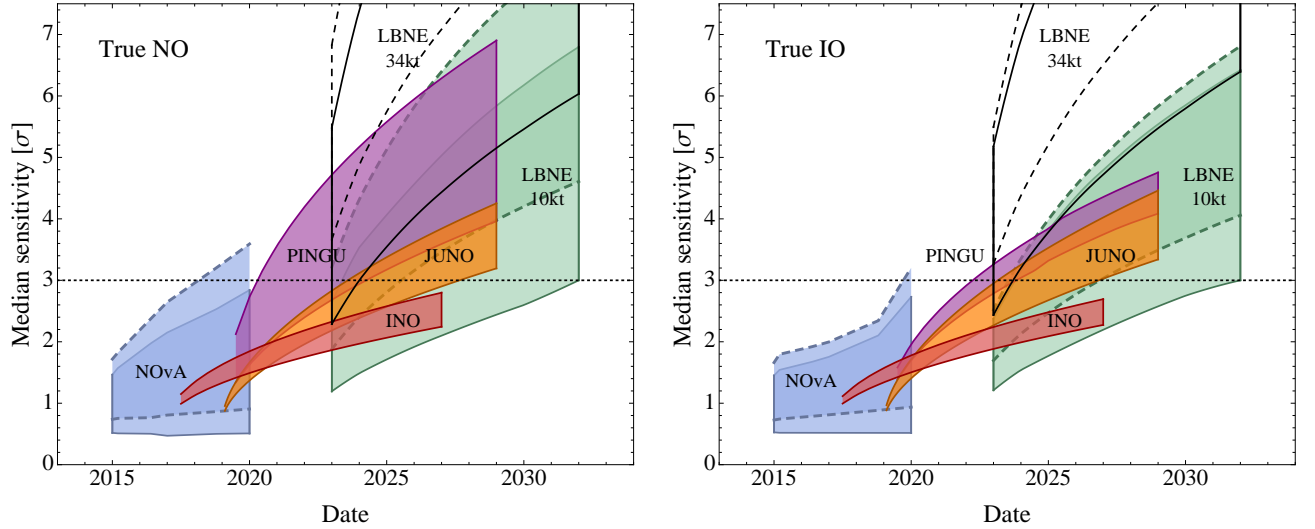 True NO
LBNE
34kt
LBNE
10kt
PINGU
JUNO
INO
NOνA
Median sensitivity [σ]
7
6
5
4
3
2
1
0
2015 2020 2025 2030
Date
True IO
LBNE
34kt
LBNE
10kt
PINGU
JUNO
INO
NOνA
Median sensitivity [σ]
7
6
5
4
3
2
1
0
2015 2020 2025 2030
Date